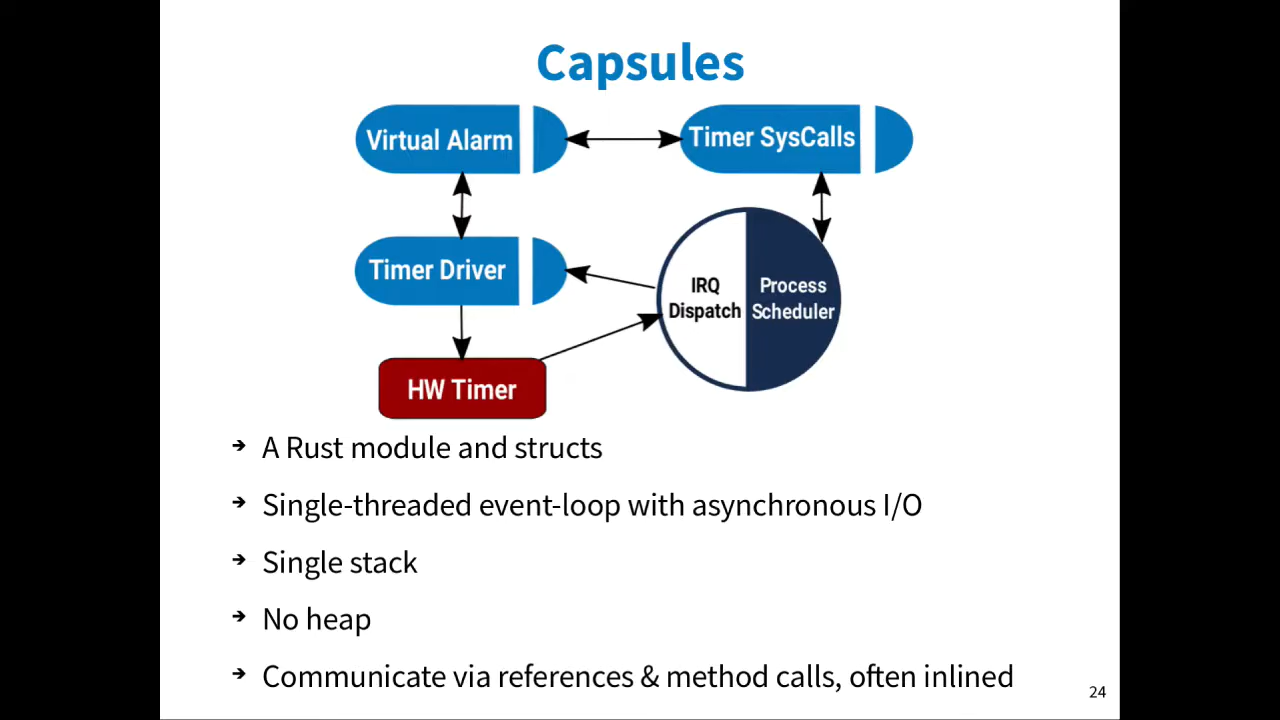 Capsules
Virtual Alarm
Timer SysCalls
Timer Driver
IRQ
Dispatch
Process
Scheduler
HW Timer
➔ A Rust module and structs
➔ Single-threaded event-loop with asynchronous I/O
➔ Single stack
➔ No heap
➔ Communicate via references & method calls, often inlined
24